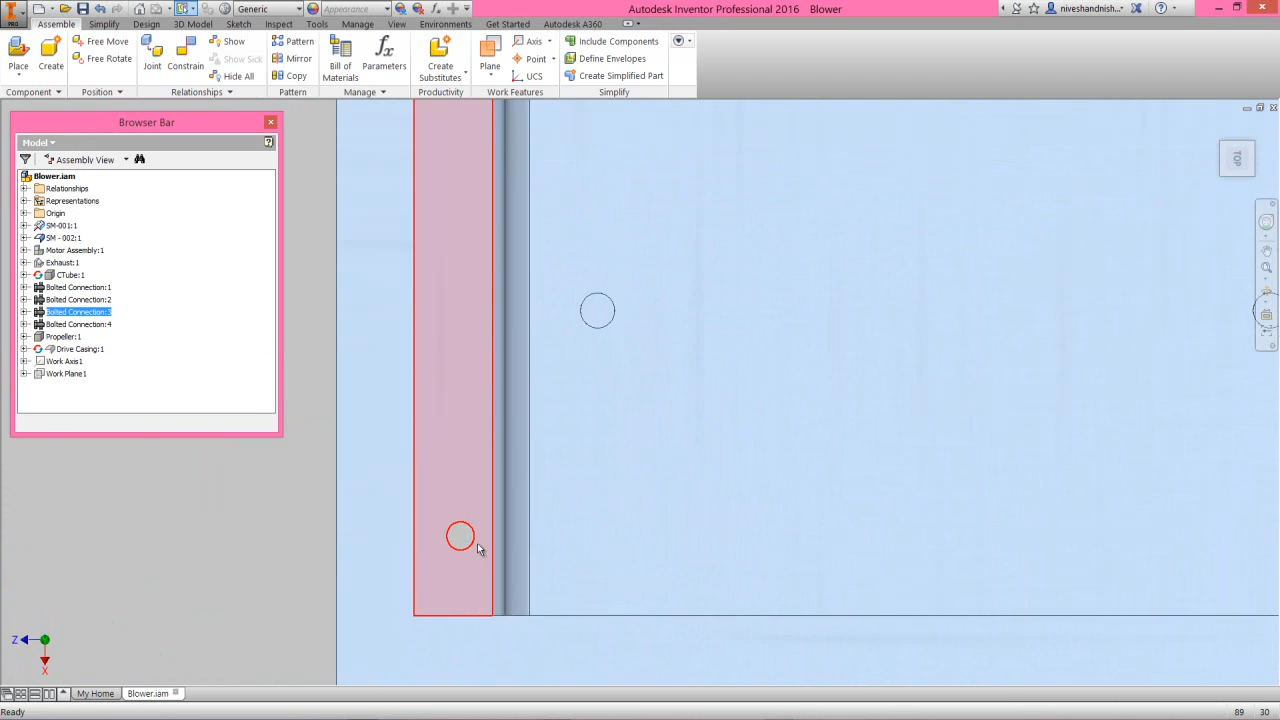 Generic Appearance Autodesk Inventor Professional 2016 Blower niveshandnish...
PRO Assemble Simplify Design 3D Model Sketch Inspect Tools Manage View Environments Get Started Autodesk A360
Free Move Show Pattern Axis Include Components
Free Rotate Show Sick Mirror Point Define Envelopes
Place Create Joint Constrain Hide All Copy Bill of Materials Parameters Create Substitutes Plane UCS Create Simplified Part
Component Position Relationships Pattern Manage Productivity Work Features Simplify
Browser Bar
Model
Assembly View
Blower.iam
Relationships
Representations
Origin
SM-001:1
SM - 002:1
Motor Assembly:1
Exhaust:1
CTube:1
Bolted Connection:1
Bolted Connection:2
Bolted Connection:3
Bolted Connection:4
Propeller:1
Drive Casing:1
Work Axis1
Work Plane1
TOP
Z
X
My Home Blower.iam
Ready 89 30